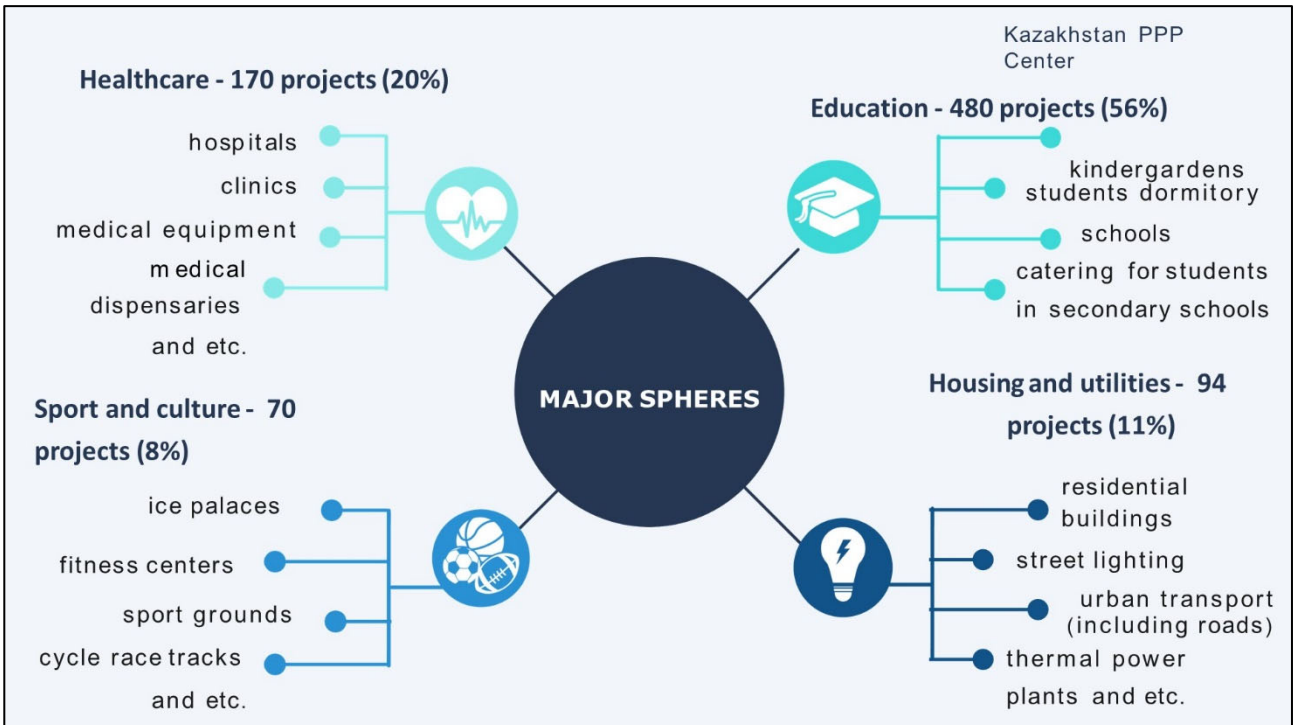 Kazakhstan PPP
Center
Healthcare - 170 projects (20%)
hospitals
clinics
medical equipment
medical
dispensaries
and etc.
Education - 480 projects (56%)
kindergardens
students dormitory
schools
catering for students
in secondary schools
MAJOR SPHERES
Sport and culture - 70
projects (8%)
ice palaces
fitness centers
sport grounds
cycle race tracks
and etc.
Housing and utilities - 94
projects (11%)
residential
buildings
street lighting
urban transport
(including roads)
thermal power
plants and etc.